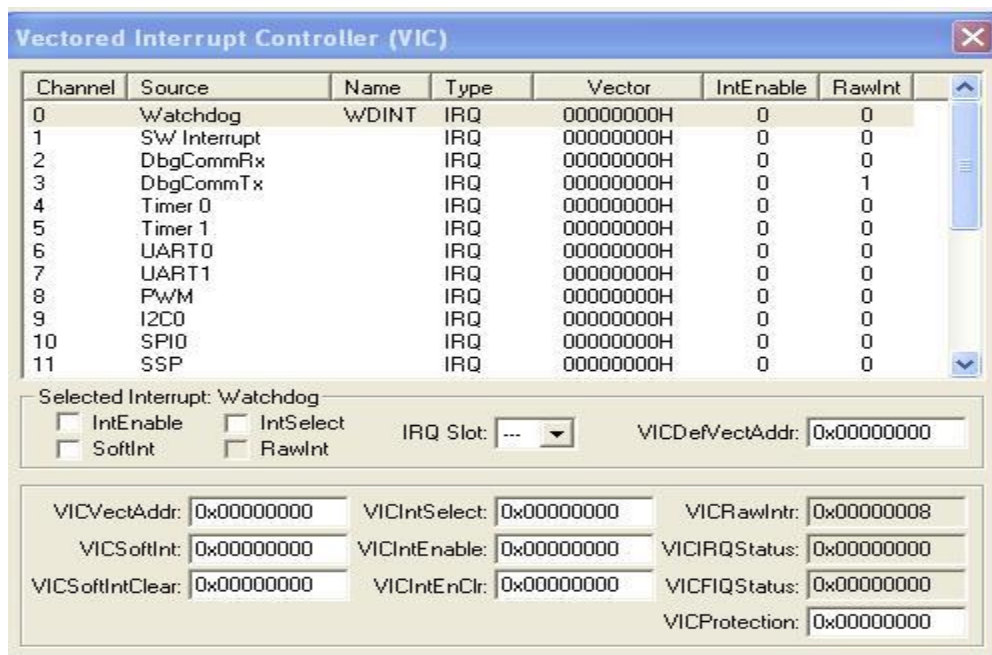 Vectored Interrupt Controller (VIC)
Channel Source Name Type Vector IntEnable RawInt
0 Watchdog WDINT IRQ 00000000H 0 0
1 SW Interrupt IRQ 00000000H 0 0
2 DbgCommRx IRQ 00000000H 0 0
3 DbgCommTx IRQ 00000000H 0 1
4 Timer 0 IRQ 00000000H 0 0
5 Timer 1 IRQ 00000000H 0 0
6 UART0 IRQ 00000000H 0 0
7 UART1 IRQ 00000000H 0 0
8 PWM IRQ 00000000H 0 0
9 I2C0 IRQ 00000000H 0 0
10 SPI0 IRQ 00000000H 0 0
11 SSP IRQ 00000000H 0 0
Selected Interrupt: Watchdog
IntEnable IntSelect IRQ Slot: --- VICDefVectAddr: 0x00000000
SoftInt RawInt
VICVectAddr: 0x00000000 VICIntSelect: 0x00000000 VICRawIntr: 0x00000008
VICSoftInt: 0x00000000 VICIntEnable: 0x00000000 VICIRQStatus: 0x00000000
VICSoftIntClear: 0x00000000 VICIntEnClr: 0x00000000 VICFIQStatus: 0x00000000
VICProtection: 0x00000000